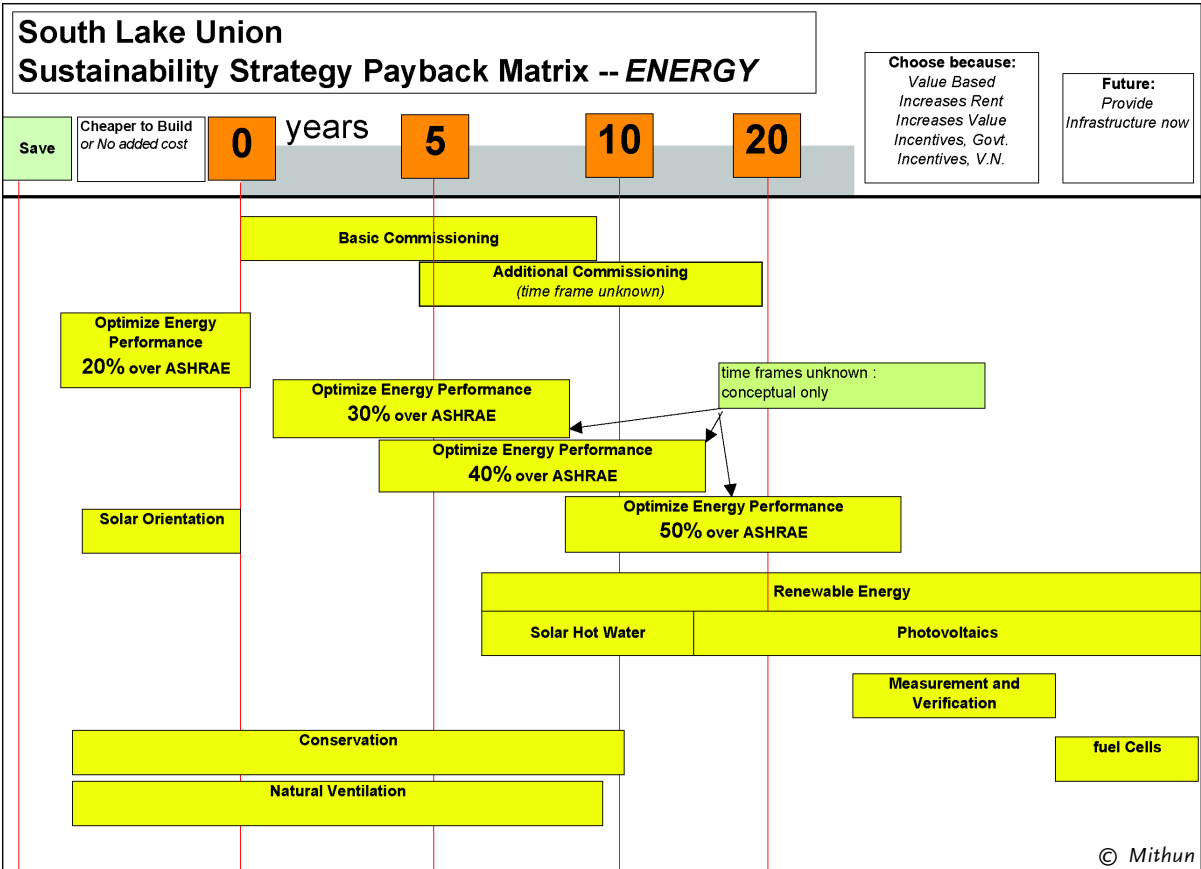 South Lake Union
Sustainability Strategy Payback Matrix -- ENERGY
Choose because:
Value Based
Increases Rent
Increases Value
Incentives, Govt.
Incentives, V.N.
Future:
Provide
Infrastructure now
Save
Cheaper to Build
or No added cost
0
years
5
10
20
Basic Commissioning
Additional Commissioning
(time frame unknown)
Optimize Energy
Performance
20% over ASHRAE
time frames unknown :
conceptual only
Optimize Energy Performance
30% over ASHRAE
Optimize Energy Performance
40% over ASHRAE
Optimize Energy Performance
50% over ASHRAE
Solar Orientation
Renewable Energy
Solar Hot Water
Photovoltaics
Measurement and
Verification
Conservation
fuel Cells
Natural Ventilation
© Mithun